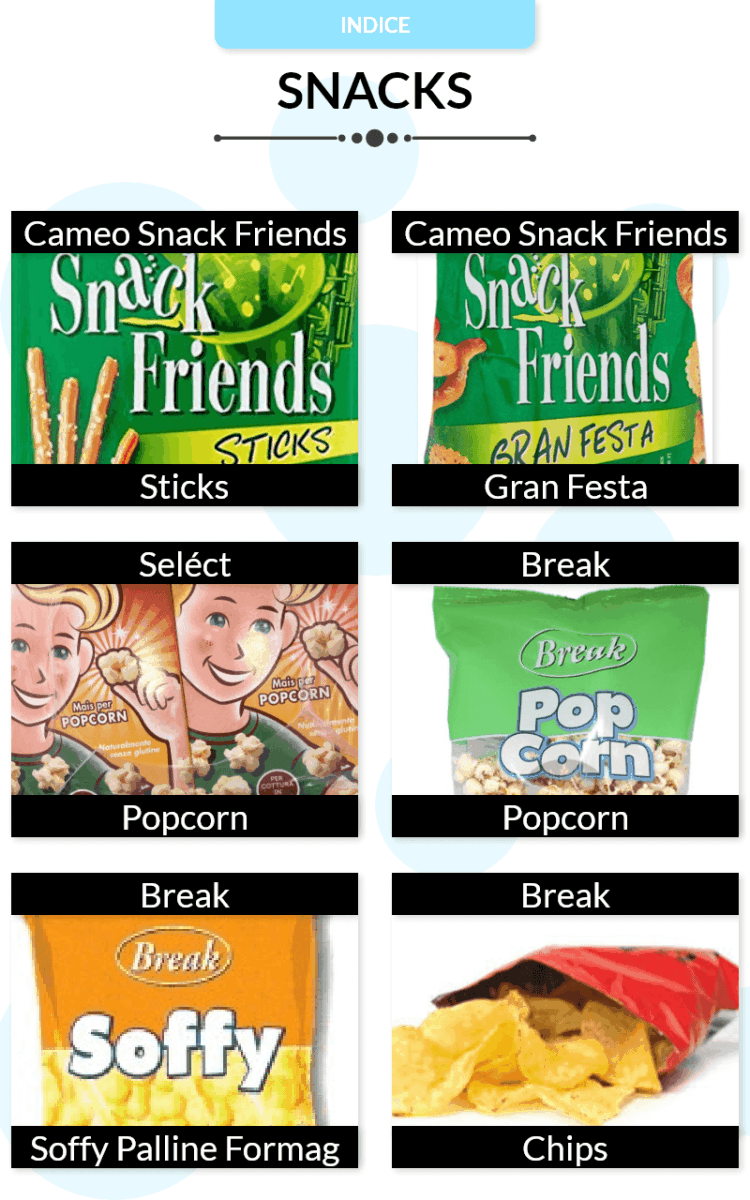 INDICE
SNACKS
Cameo Snack Friends
Cameo Snack Friends
Snack
Friends
STICKS
Snack
Friends
GRAN FESTA
Sticks
Gran Festa
Seléct
Break
Mais per
POPCORN
Naturalmente
senza glutine
Mais per
POPCORN
PER
COTTURA
Break
Pop
Corn
Popcorn
Popcorn
Break
Break
Break
Soffy
Soffy Palline Formag
Chips